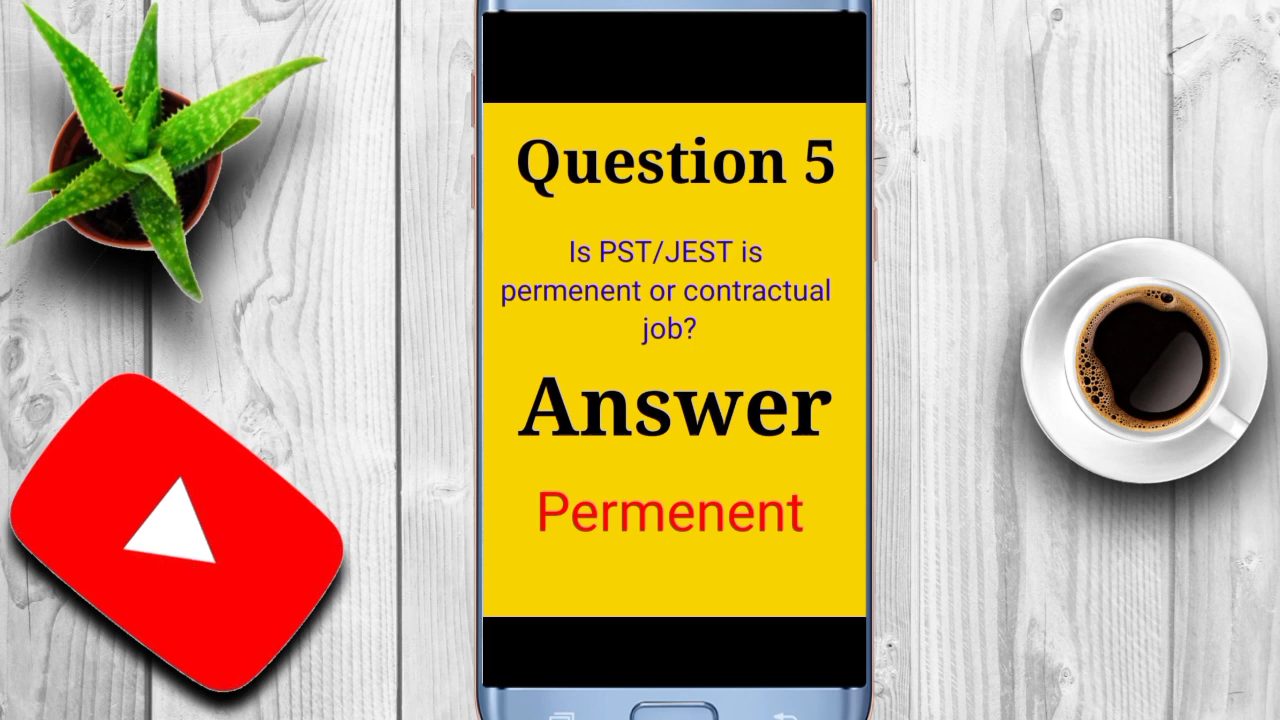 Question 5
Is PST/JEST is
permenent or contractual
job?
Answer
Permenent